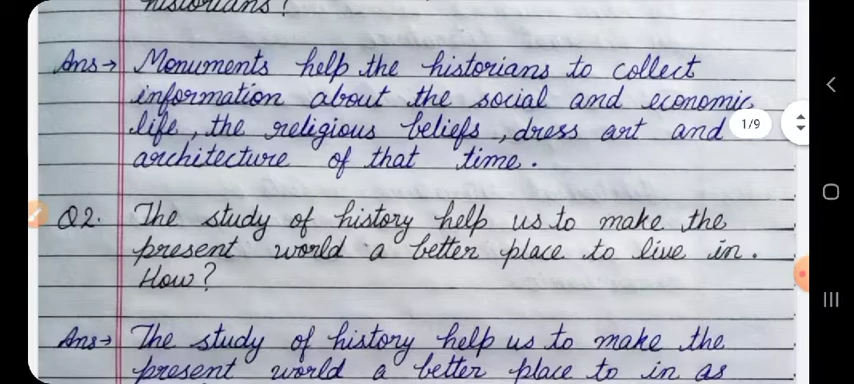 historians?
Ans→ Monuments help the historians to collect
information about the social and economic
life, the religious beliefs, dress art and
1/9
architecture of that time.
Q2. The study of history help us to make the
present world a better place to live in.
How?
Ans→ The study of history help us to make the
present world a better place to in as